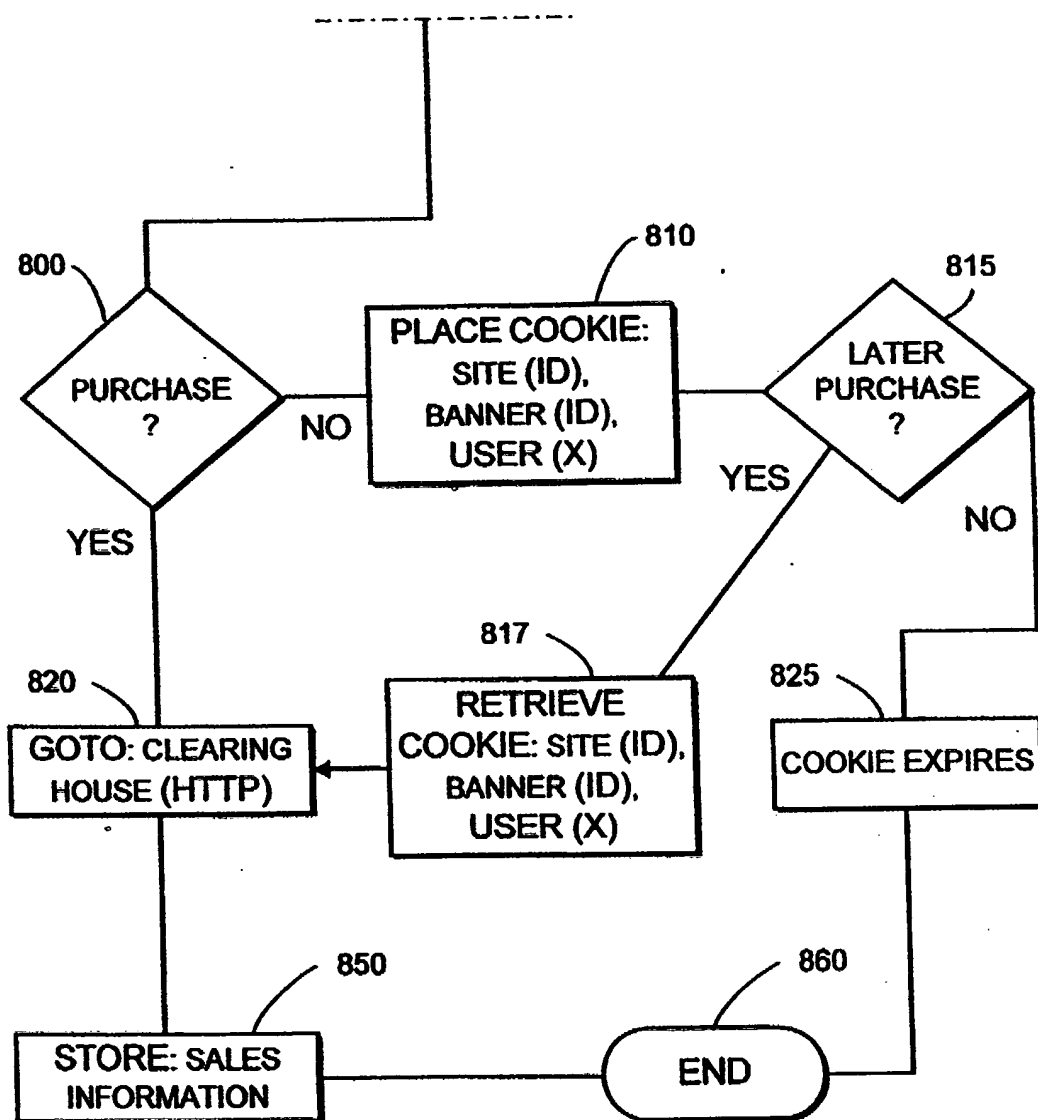 800
PURCHASE
?
NO
YES
810
PLACE COOKIE:
SITE (ID),
BANNER (ID),
USER (X)
815
LATER
PURCHASE
?
YES
NO
817
RETRIEVE
COOKIE: SITE (ID),
BANNER (ID),
USER (X)
820
GOTO: CLEARING
HOUSE (HTTP)
825
COOKIE EXPIRES
850
STORE: SALES
INFORMATION
860
END